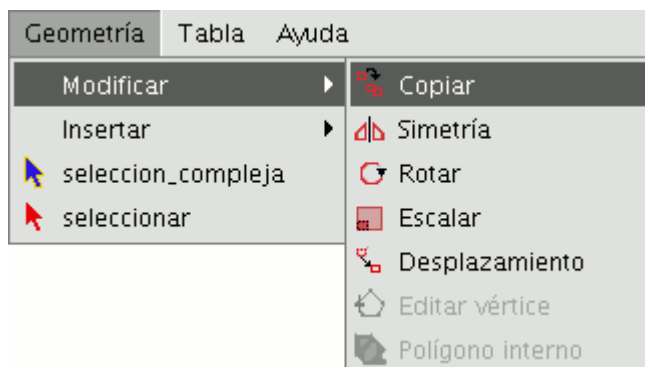 Geometría Tabla Ayuda
Modificar
Insertar
seleccion_compleja
seleccionar
Copiar
Simetría
Rotar
Escalar
Desplazamiento
Editar vértice
Polígono interno